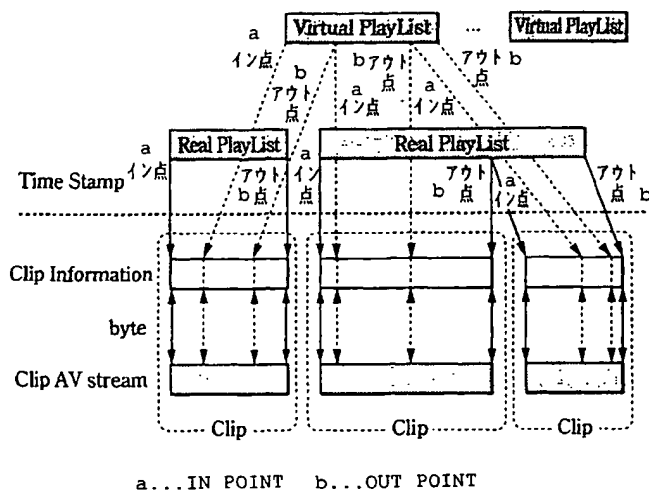 Virtual PlayList ... Virtual PlayList
a
イン点
b
アウト点
b アウト点
a
イン点
a
イン点
アウト点 b
a
イン点
Real PlayList
Real PlayList
Time Stamp
アウト点
b
a
イン点
b アウト点
a
イン点
アウト点 b
Clip Information
byte
Clip AV stream
Clip
Clip
Clip
a...IN POINT b...OUT POINT